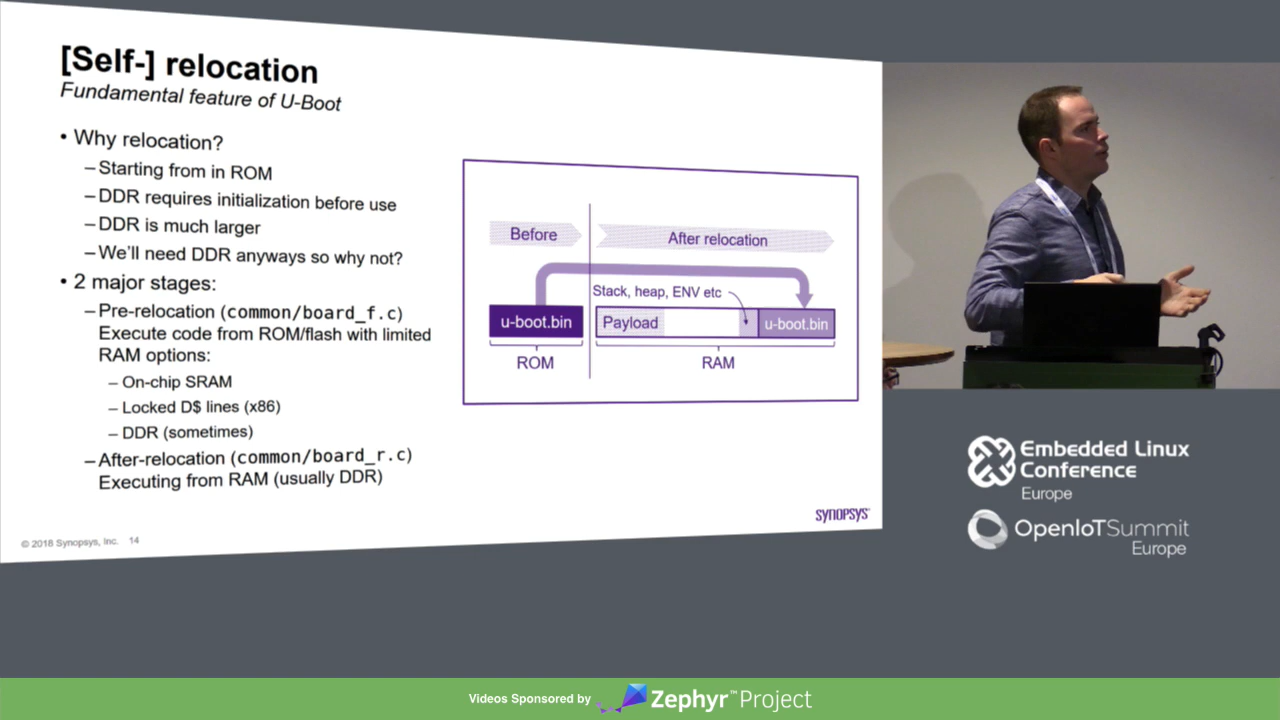 [Self-] relocation
Fundamental feature of U-Boot
• Why relocation?
– Starting from in ROM
– DDR requires initialization before use
– DDR is much larger
– We'll need DDR anyways so why not?
• 2 major stages:
– Pre-relocation (common/board_f.c)
Execute code from ROM/flash with limited
RAM options:
– On-chip SRAM
– Locked D$ lines (x86)
– DDR (sometimes)
– After-relocation (common/board_r.c)
Executing from RAM (usually DDR)
Before
After relocation
Stack, heap, ENV etc
u-boot.bin
Payload
u-boot.bin
ROM
RAM
SYNOPSYS®
© 2018 Synopsys, Inc. 14
Embedded Linux
Conference
Europe
OpenIoTSummit
Europe
Videos Sponsored by Zephyr™Project